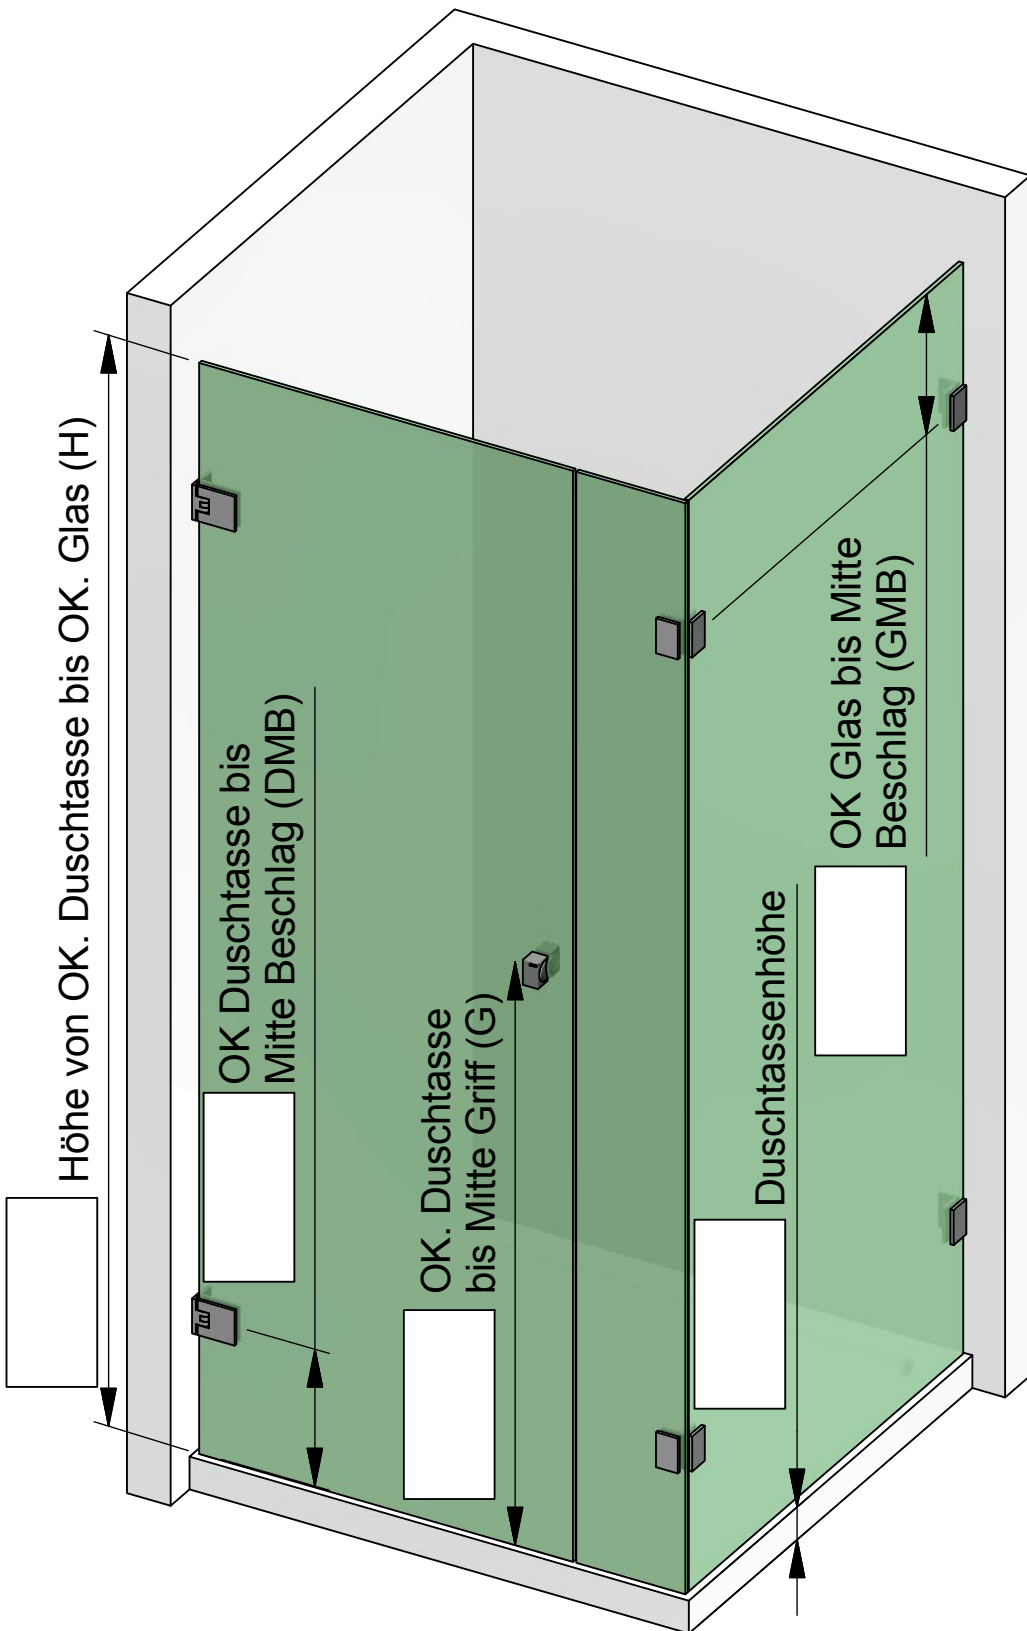 Höhe von OK. Duschtasse bis OK. Glas (H)
OK Duschtasse bis
Mitte Beschlag (DMB)
OK. Duschtasse
bis Mitte Griff (G)
Duschtassenhöhe
OK Glas bis Mitte
Beschlag (GMB)